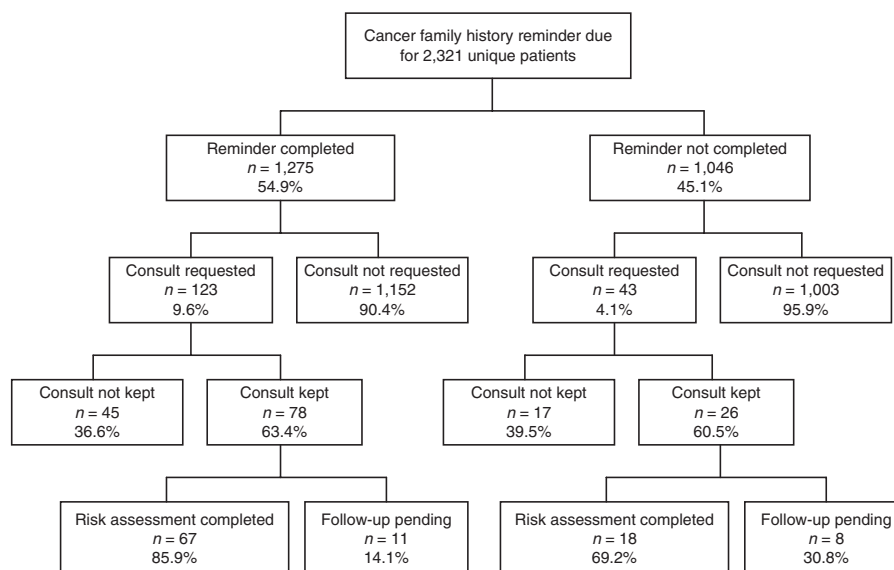 Cancer family history reminder due
for 2,321 unique patients
Reminder completed
n = 1,275
54.9%
Reminder not completed
n = 1,046
45.1%
Consult requested
n = 123
9.6%
Consult not requested
n = 1,152
90.4%
Consult requested
n = 43
4.1%
Consult not requested
n = 1,003
95.9%
Consult not kept
n = 45
36.6%
Consult kept
n = 78
63.4%
Consult not kept
n = 17
39.5%
Consult kept
n = 26
60.5%
Risk assessment completed
n = 67
85.9%
Follow-up pending
n = 11
14.1%
Risk assessment completed
n = 18
69.2%
Follow-up pending
n = 8
30.8%